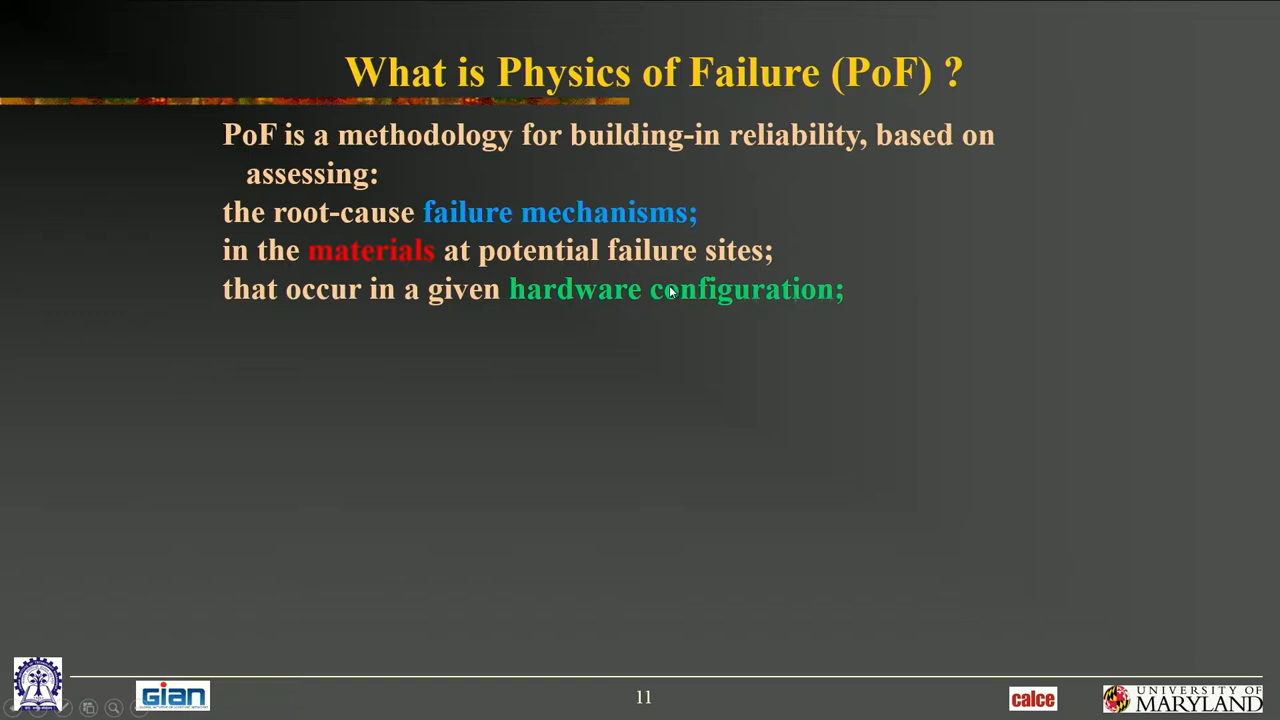 What is Physics of Failure (PoF) ?
PoF is a methodology for building-in reliability, based on
assessing:
the root-cause failure mechanisms;
in the materials at potential failure sites;
that occur in a given hardware configuration;
gian
11
calce
UNIVERSITY OF
MARYLAND